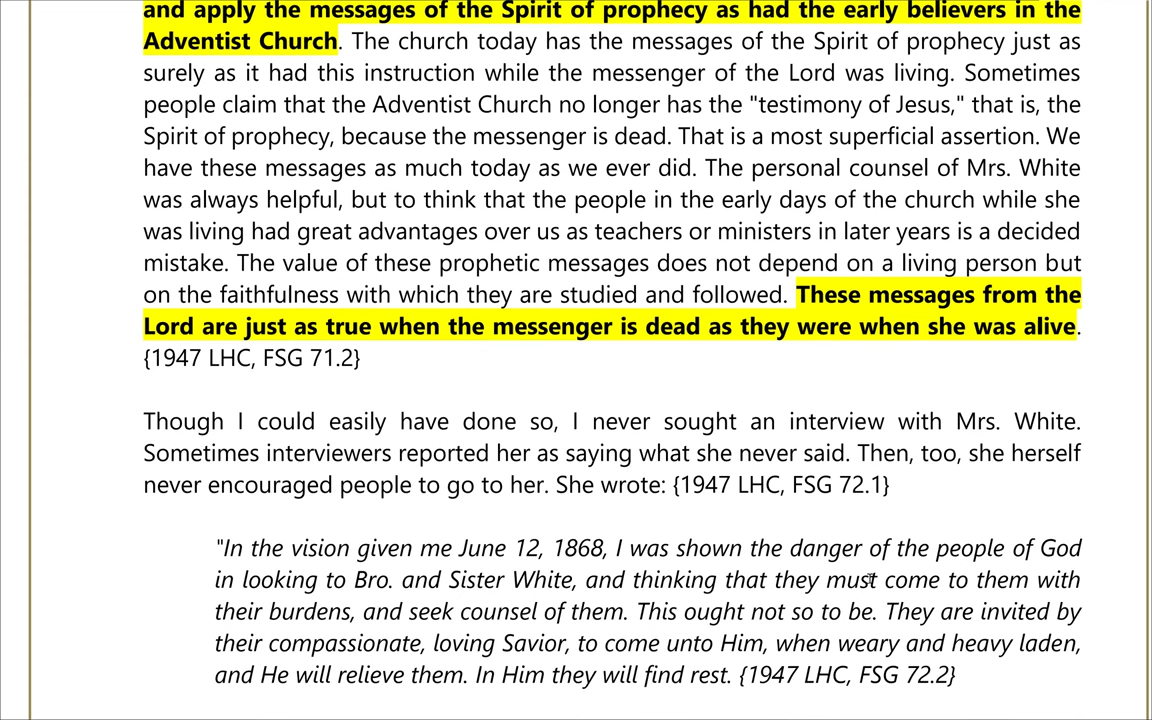 and apply the messages of the Spirit of prophecy as had the early believers in the
Adventist Church. The church today has the messages of the Spirit of prophecy just as
surely as it had this instruction while the messenger of the Lord was living. Sometimes
people claim that the Adventist Church no longer has the "testimony of Jesus," that is, the
Spirit of prophecy, because the messenger is dead. That is a most superficial assertion. We
have these messages as much today as we ever did. The personal counsel of Mrs. White
was always helpful, but to think that the people in the early days of the church while she
was living had great advantages over us as teachers or ministers in later years is a decided
mistake. The value of these prophetic messages does not depend on a living person but
on the faithfulness with which they are studied and followed. These messages from the
Lord are just as true when the messenger is dead as they were when she was alive.
{1947 LHC, FSG 71.2}
Though I could easily have done so, I never sought an interview with Mrs. White.
Sometimes interviewers reported her as saying what she never said. Then, too, she herself
never encouraged people to go to her. She wrote: {1947 LHC, FSG 72.1}
"In the vision given me June 12, 1868, I was shown the danger of the people of God
in looking to Bro. and Sister White, and thinking that they must come to them with
their burdens, and seek counsel of them. This ought not so to be. They are invited by
their compassionate, loving Savior, to come unto Him, when weary and heavy laden,
and He will relieve them. In Him they will find rest. {1947 LHC, FSG 72.2}